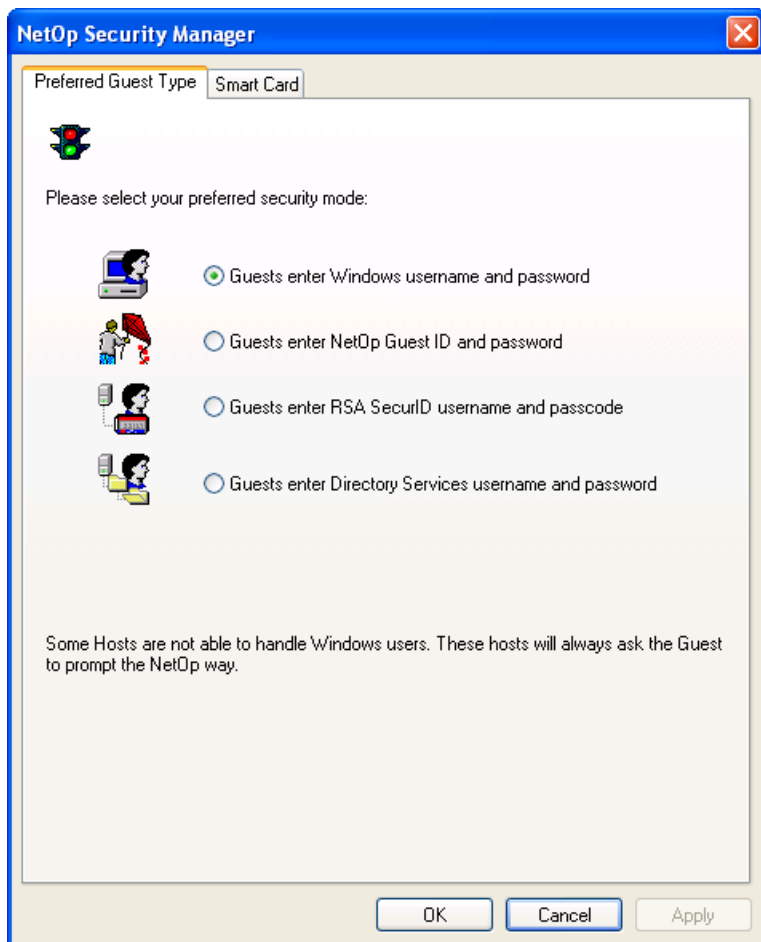 NetOp Security Manager
Preferred Guest Type
Smart Card
Please select your preferred security mode:
Guests enter Windows username and password
Guests enter NetOp Guest ID and password
Guests enter RSA SecurID username and passcode
Guests enter Directory Services username and password
Some Hosts are not able to handle Windows users. These hosts will always ask the Guest
to prompt the NetOp way.
OK
Cancel
Apply